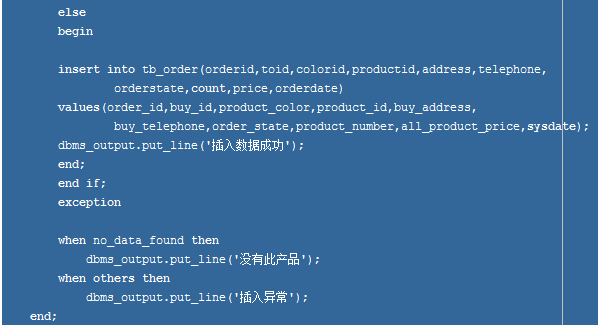 else
begin
insert into tb_order(orderid,toid,colorid,productid,address,telephone,
orderstate,count,price,orderdate)
values(order_id,buy_id,product_color,product_id,buy_address,
buy_telephone,order_state,product_number,all_product_price,sysdate);
dbms_output.put_line('插入数据成功');
end;
end if;
exception
when no_data_found then
dbms_output.put_line('没有此产品');
when others then
dbms_output.put_line('插入异常');
end;